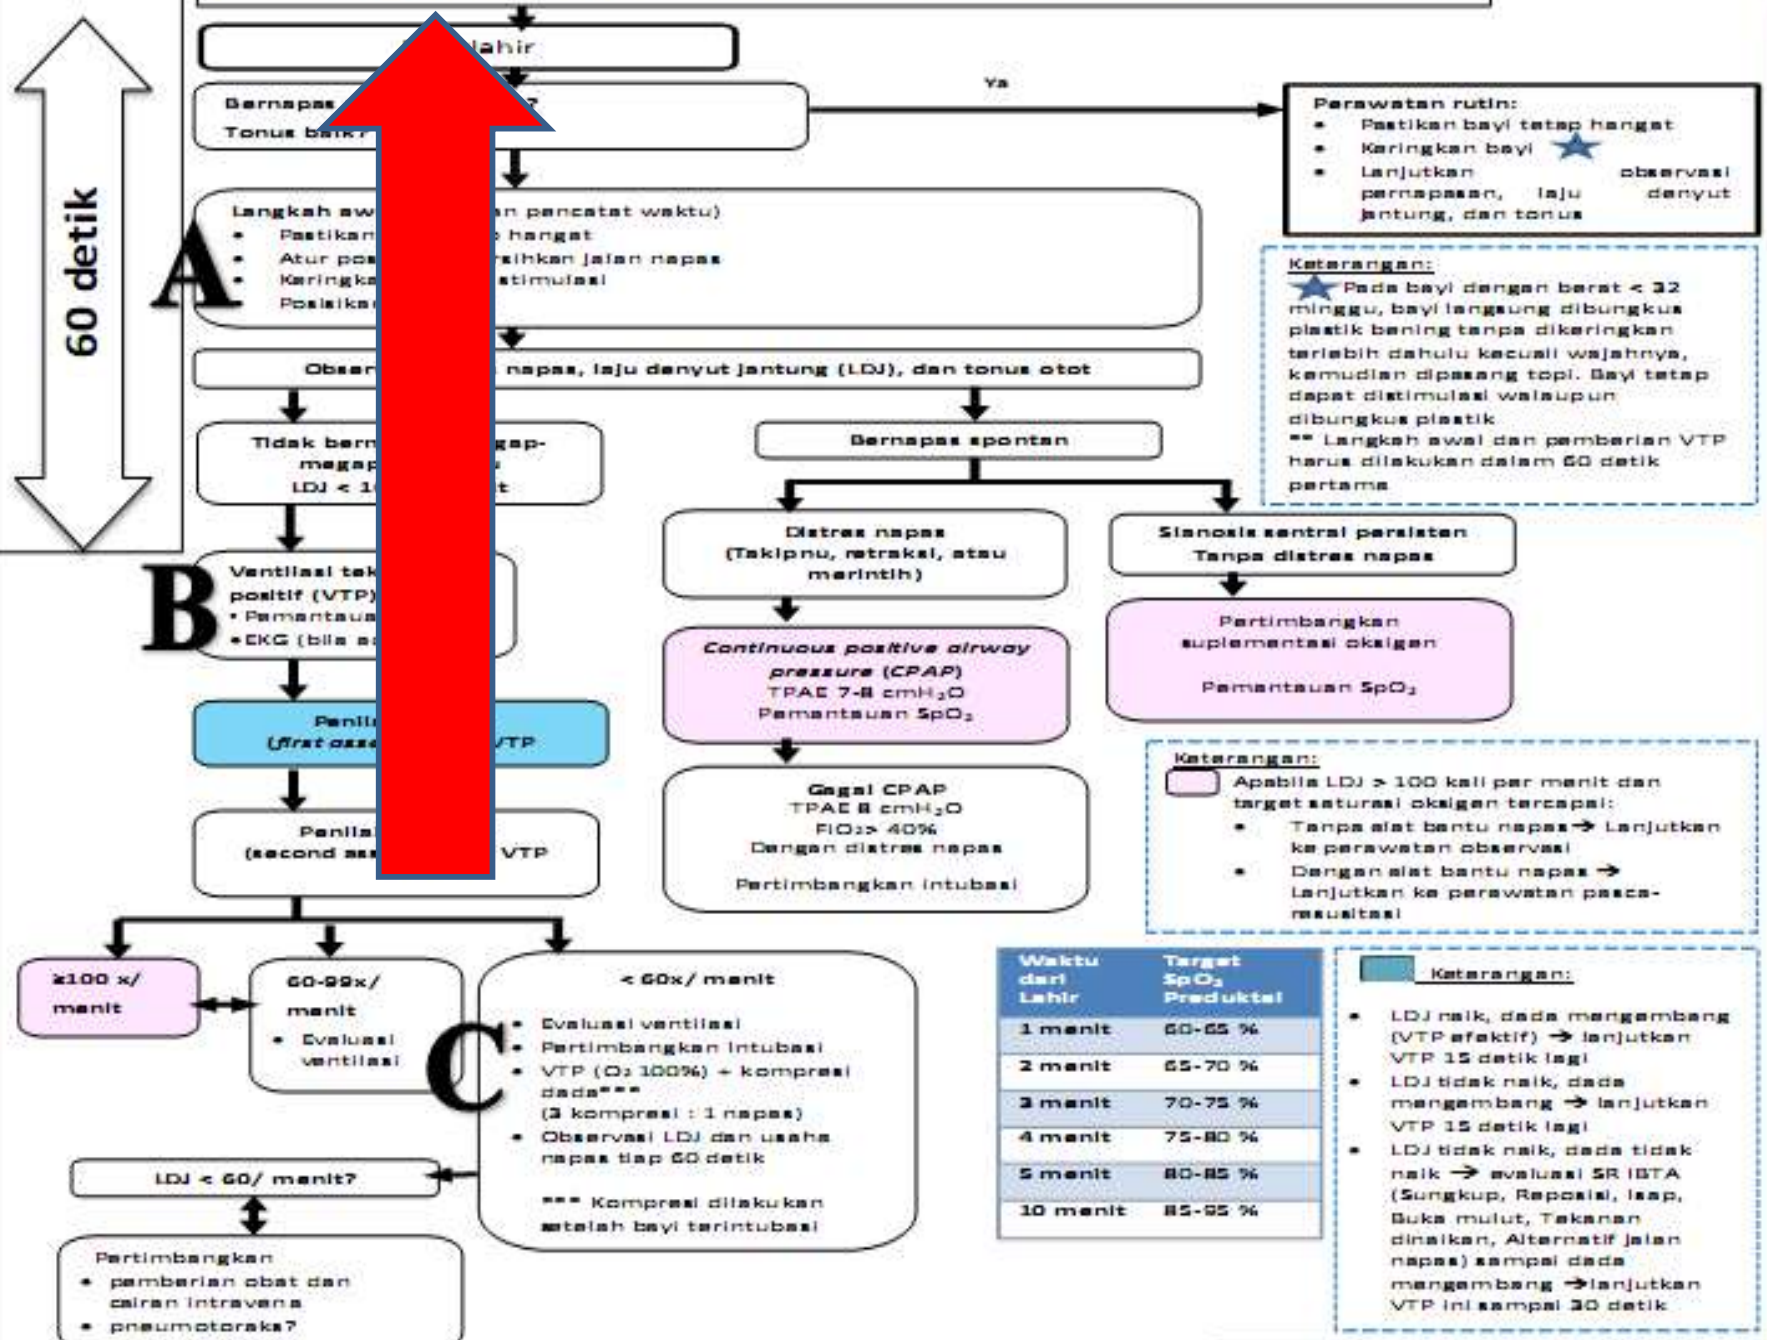 60 detik
lahir
Bernapas ?
Tonus baik?
Ya
Perawatan rutin:
• Pastikan bayi tetap hangat
• Keringkan bayi
• Lanjutkan observasi
pernapasan, laju denyut
jantung, dan tonus
A
Langkah aw an pencatat waktu)
• Pastikan hangat
• Atur pos rsihkan jalan napas
• Keringka stimulasi
• Posisika
Keterangan:
Pada bayi dengan berat < 32
minggu, bayi langsung dibungkus
plastik bening tanpa dikeringkan
terlebih dahulu kecuali wajahnya,
kemudian dipasang topi. Bayi tetap
dapat distimulasi walaupun
dibungkus plastik
** Langkah awal dan pemberian VTP
harus dilakukan dalam 60 detik
pertama
Obser napas, laju denyut jantung (LDJ), dan tonus otot
Tidak bern gap-
megap
LDJ < 1 t
Bernapas spontan
Distres napas
(Takipnu, retraksi, atau
merintih)
Sianosis sentral persisten
Tanpa distres napas
B
Ventilasi tek
positif (VTP)
• Pemantaua
• EKG (bila a
Continuous positive airway
pressure (CPAP)
TPAE 7-8 cmH₂O
Pemantauan SpO₂
Pertimbangkan
suplementasi oksigen
Pemantauan SpO₂
Penil
(first asse VTP
Gagal CPAP
TPAE 8 cmH₂O
FiO₂> 40%
Dengan distres napas
Pertimbangkan intubasi
Keterangan:
Apabila LDJ > 100 kali per menit dan
target saturasi oksigen tercapai:
• Tanpa alat bantu napas→ Lanjutkan
ke perawatan observasi
• Dengan alat bantu napas →
Lanjutkan ke perawatan pasca-
resusitasi
Penila
(second as VTP
≥100 x/
menit
60-99x/
menit
• Evaluasi
ventilasi
C
< 60x/ menit
• Evaluasi ventilasi
• Pertimbangkan intubasi
• VTP (O₂ 100%) + kompresi
dada***
(3 kompresi : 1 napas)
• Observasi LDJ dan usaha
napas tiap 60 detik
*** Kompresi dilakukan
setelah bayi terintubasi
LDJ < 60/ menit?
Pertimbangkan
• pemberian obat dan
cairan intravena
• pneumotoraks?
Waktu dari Lahir Target SpO₂ Preduktal
1 menit 60-65 %
2 menit 65-70 %
3 menit 70-75 %
4 menit 75-80 %
5 menit 80-85 %
10 menit 85-95 %
Keterangan:
• LDJ naik, dada mengembang
(VTP efektif) → lanjutkan
VTP 15 detik lagi
• LDJ tidak naik, dada
mengembang → lanjutkan
VTP 15 detik lagi
• LDJ tidak naik, dada tidak
naik → evaluasi SR IBTA
(Sungkup, Reposisi, Isap,
Buka mulut, Tekanan
dinaikan, Alternatif jalan
napas) sampai dada
mengembang →lanjutkan
VTP ini sampai 30 detik